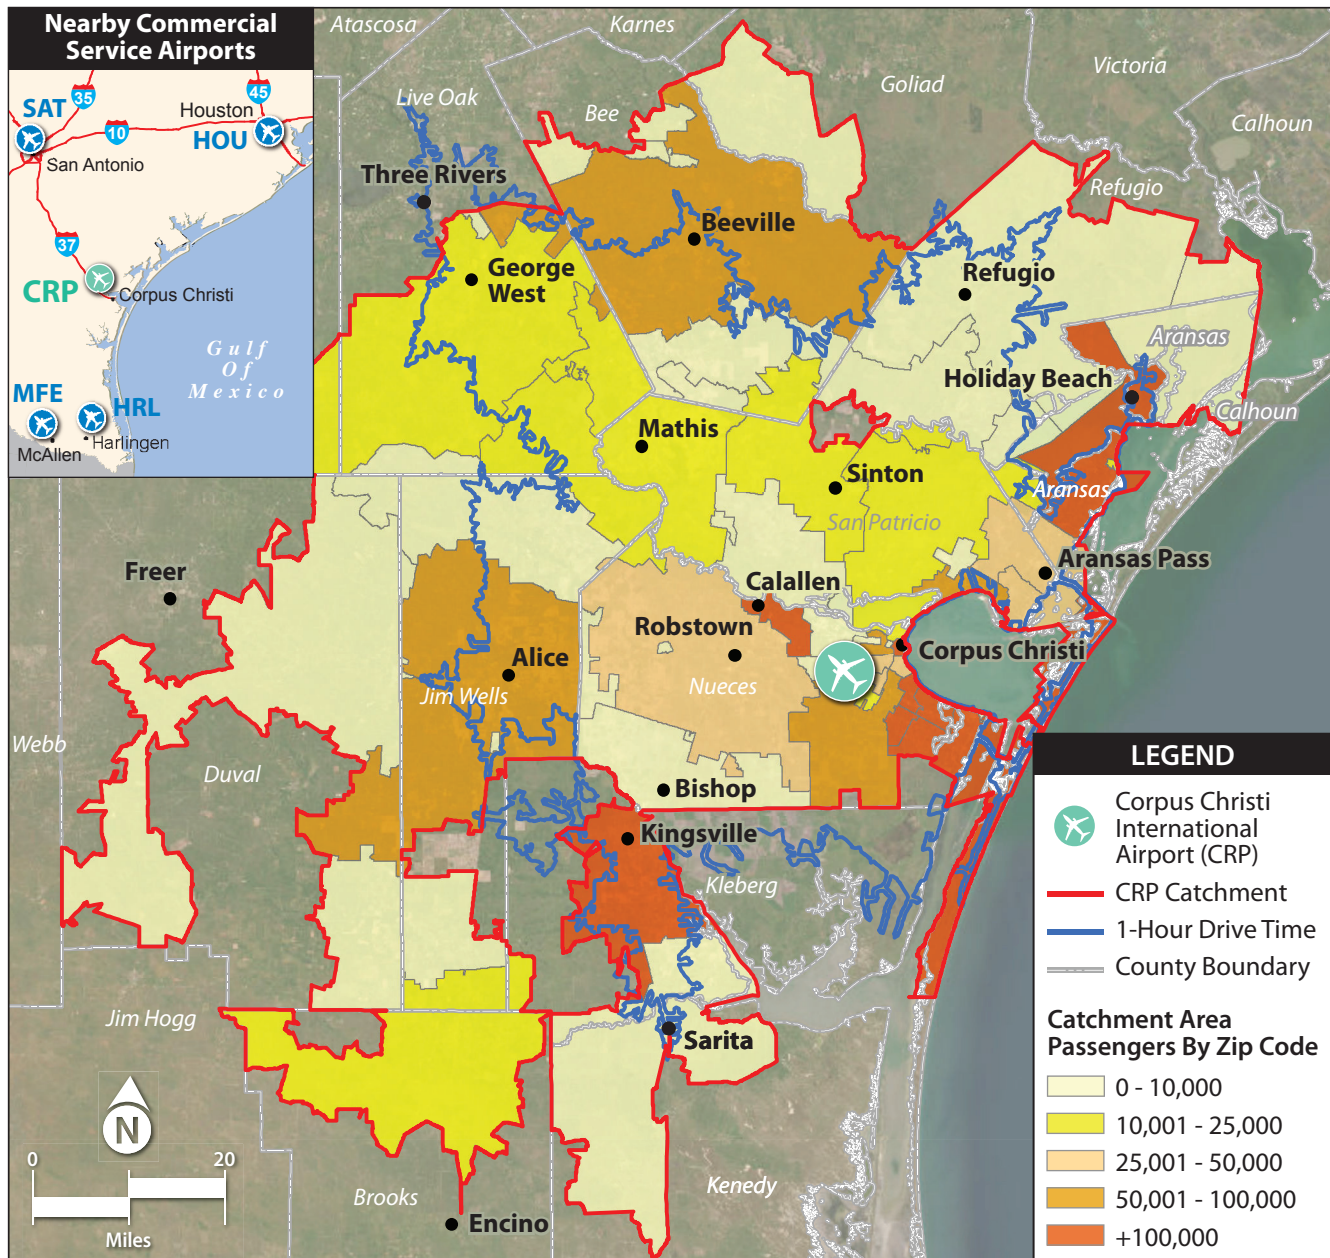 Nearby Commercial
Service Airports
SAT
35
45
Houston
10
HOU
San Antonio
37
CRP
Corpus Christi
Gulf
Of
Mexico
MFE
HRL
Harlingen
McAllen
Atascosa
Karnes
Victoria
Goliad
Live Oak
Bee
Calhoun
Three Rivers
Refugio
Beeville
George
West
Refugio
Aransas
Holiday Beach
Calhoun
Mathis
Sinton
Aransas
San Patricio
Freer
Aransas Pass
Calallen
Robstown
Corpus Christi
Alice
Nueces
Jim Wells
Webb
Duval
Bishop
Kingsville
Kleberg
Jim Hogg
Sarita
Brooks
Kenedy
Encino
N
0
20
Miles
LEGEND
Corpus Christi
International
Airport (CRP)
CRP Catchment
1-Hour Drive Time
County Boundary
Catchment Area
Passengers By Zip Code
0 - 10,000
10,001 - 25,000
25,001 - 50,000
50,001 - 100,000
+100,000